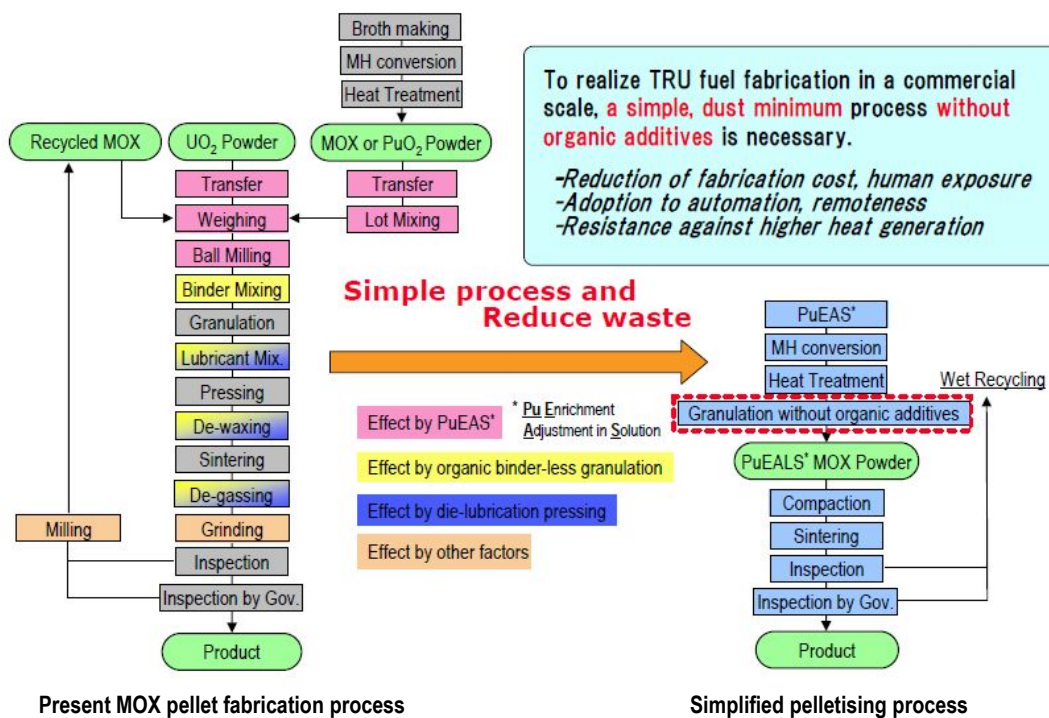 Broth making
MH conversion
Heat Treatment
Recycled MOX
UO₂ Powder
MOX or PuO₂ Powder
Transfer
Weighing
Ball Milling
Binder Mixing
Granulation
Lubricant Mix.
Pressing
De-waxing
Sintering
De-gassing
Grinding
Inspection
Inspection by Gov.
Product
Transfer
Lot Mixing
Milling
To realize TRU fuel fabrication in a commercial
scale, a simple, dust minimum process without
organic additives is necessary.
-Reduction of fabrication cost, human exposure
-Adoption to automation, remoteness
-Resistance against higher heat generation
Simple process and
Reduce waste
Effect by PuEAS*
* Pu Enrichment
Adjustment in Solution
Effect by organic binder-less granulation
Effect by die-lubrication pressing
Effect by other factors
PuEAS*
MH conversion
Heat Treatment
Wet Recycling
Granulation without organic additives
PuEALS* MOX Powder
Compaction
Sintering
Inspection
Inspection by Gov.
Product
Present MOX pellet fabrication process
Simplified pelletising process